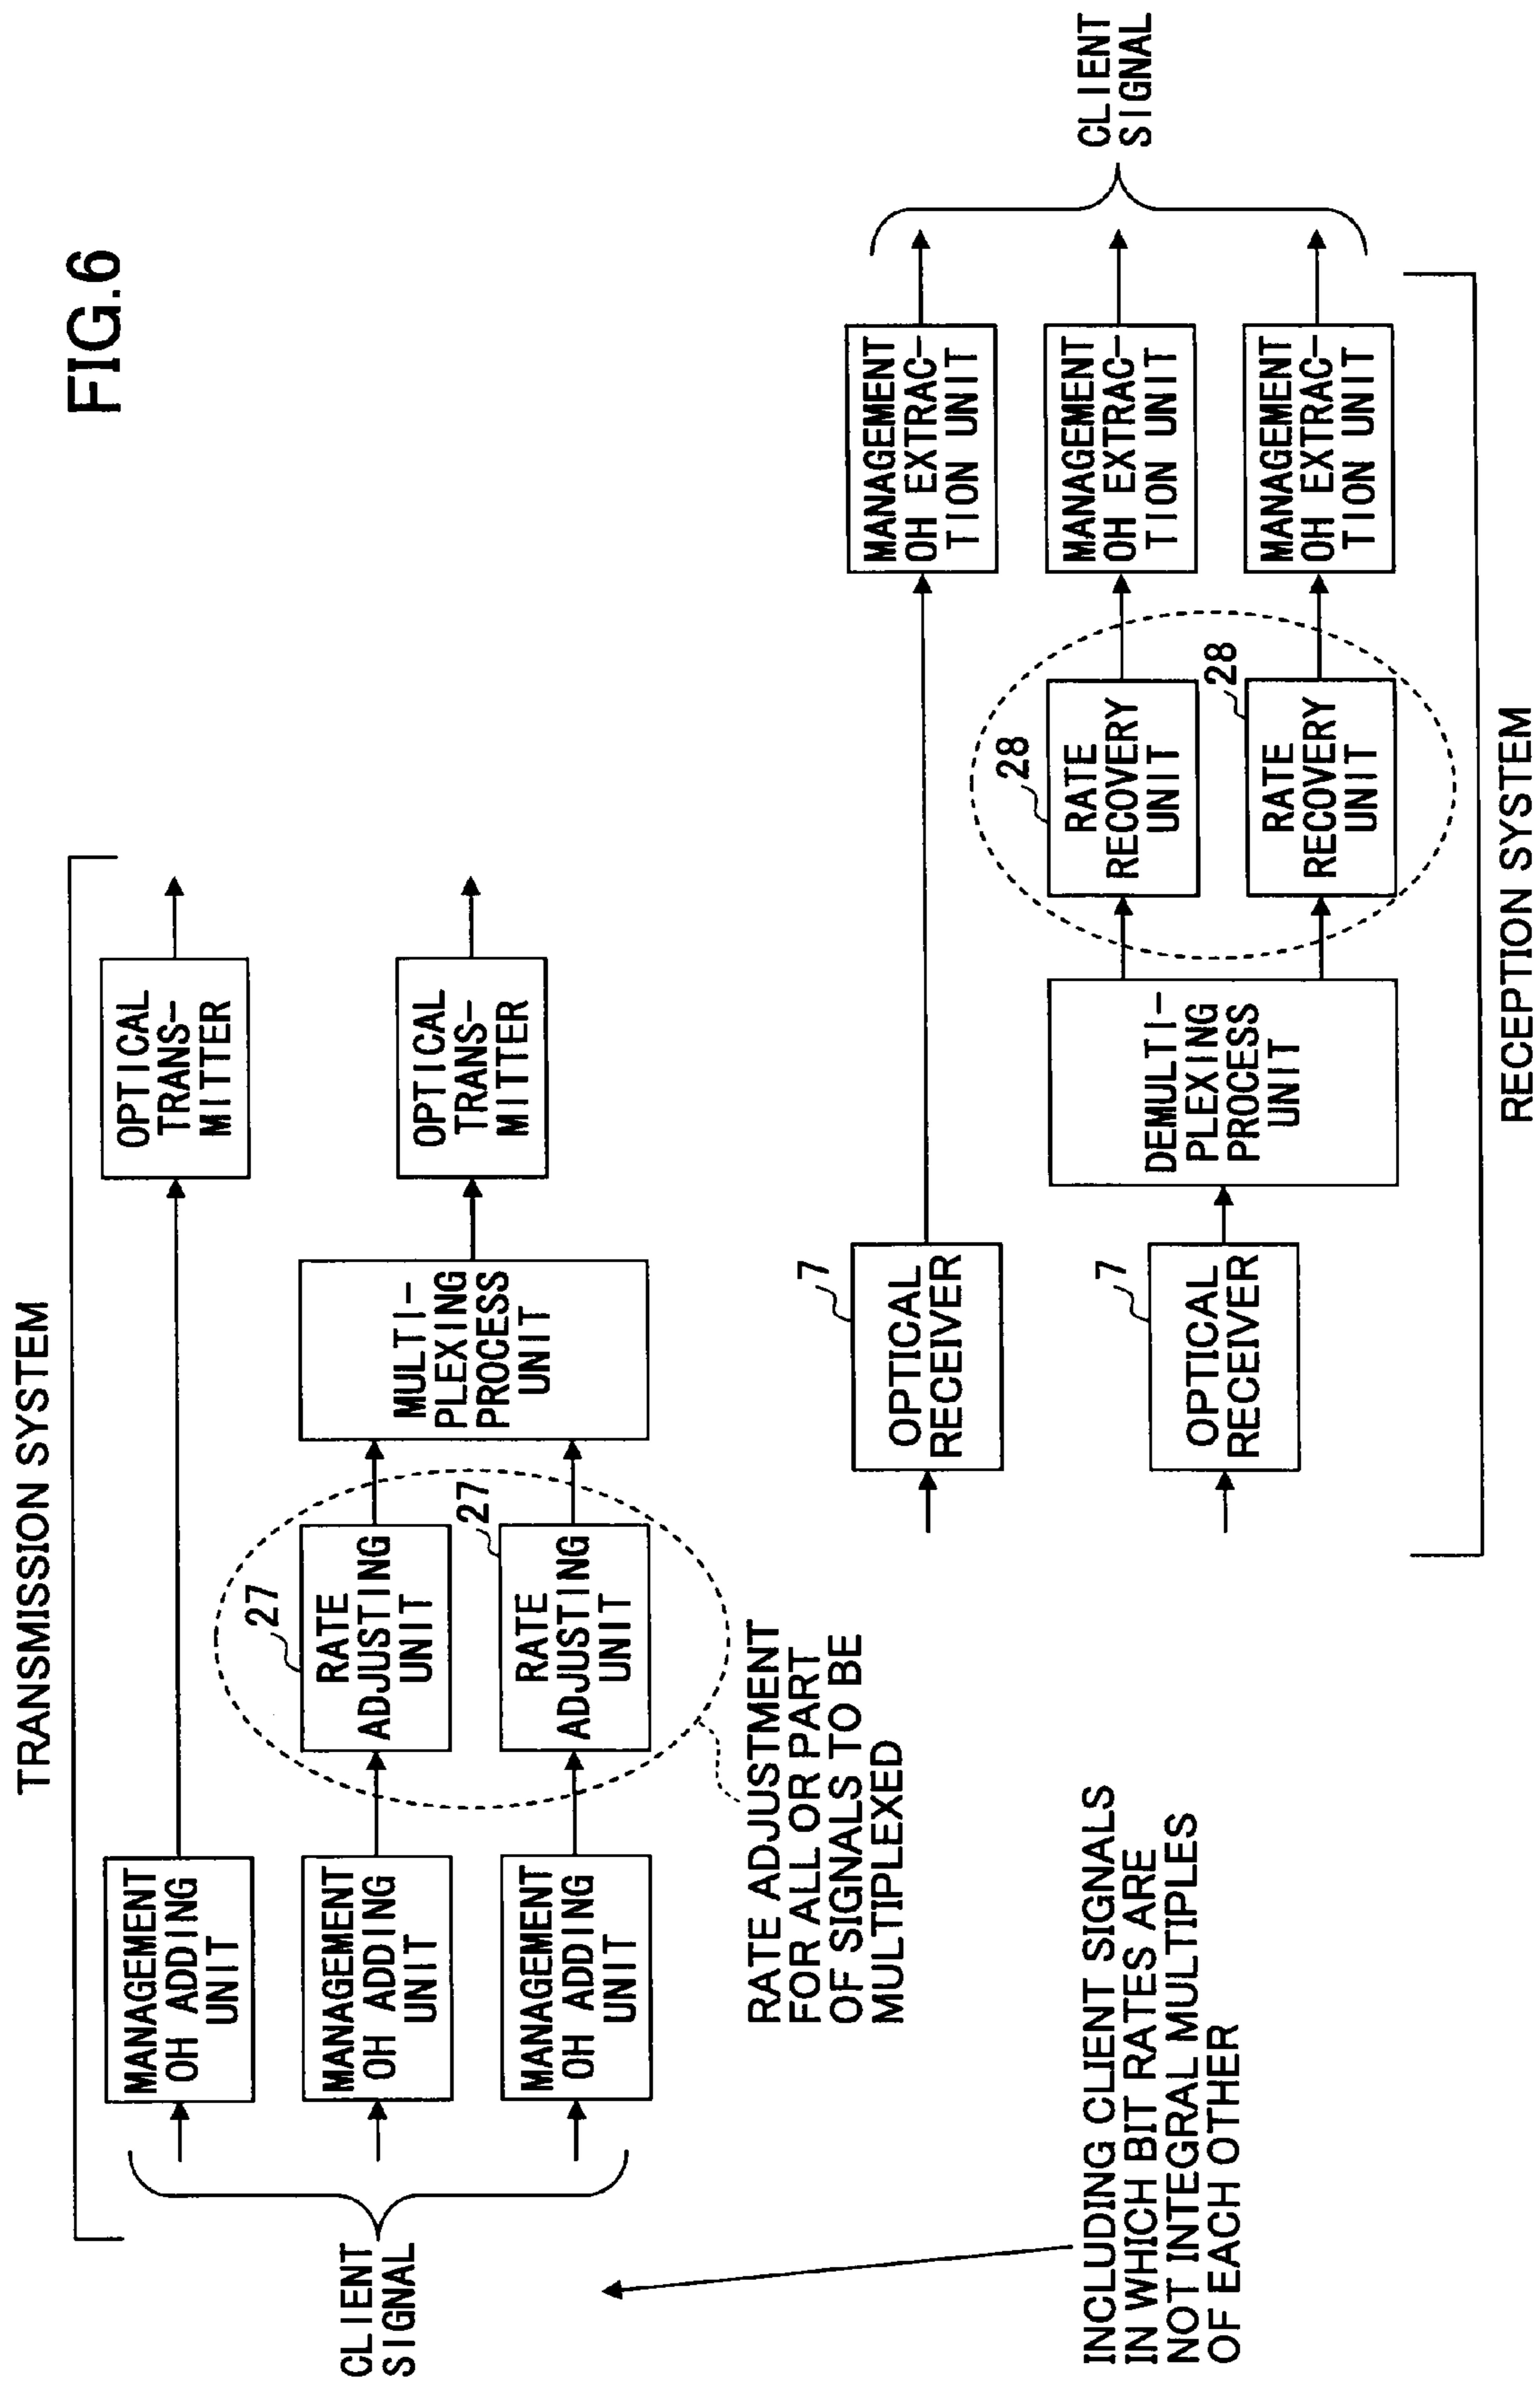 FIG.6
TRANSMISSION SYSTEM
CLIENT
SIGNAL
MANAGEMENT
OH ADDING
UNIT
OPTICAL
TRANS-
MITTER
MANAGEMENT
OH ADDING
UNIT
27
RATE
ADJUSTING
UNIT
MANAGEMENT
OH ADDING
UNIT
27
RATE
ADJUSTING
UNIT
MULTI-
PLEXING
PROCESS
UNIT
OPTICAL
TRANS-
MITTER
RATE ADJUSTMENT
FOR ALL OR PART
OF SIGNALS TO BE
MULTIPLEXED
INCLUDING CLIENT SIGNALS
IN WHICH BIT RATES ARE
NOT INTEGRAL MULTIPLES
OF EACH OTHER
7
OPTICAL
RECEIVER
MANAGEMENT
OH EXTRAC-
TION UNIT
7
OPTICAL
RECEIVER
DEMULTI-
PLEXING
PROCESS
UNIT
28
RATE
RECOVERY
UNIT
MANAGEMENT
OH EXTRAC-
TION UNIT
28
RATE
RECOVERY
UNIT
MANAGEMENT
OH EXTRAC-
TION UNIT
CLIENT
SIGNAL
RECEPTION SYSTEM